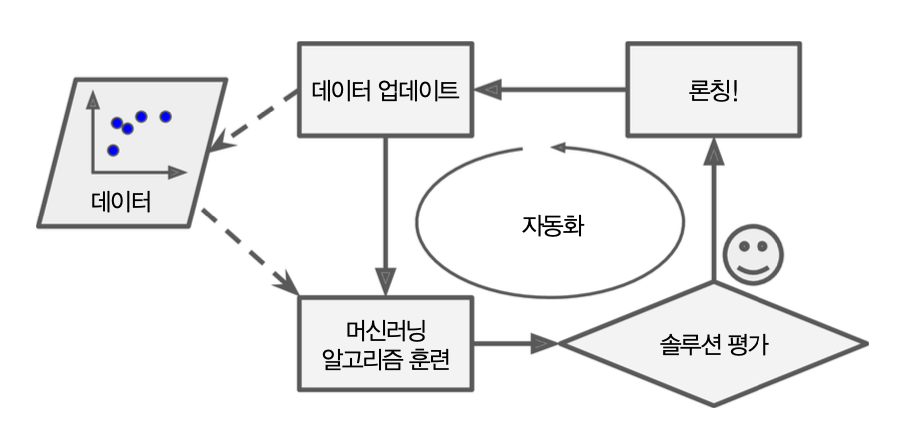 데이터 업데이트
론칭!
데이터
자동화
머신러닝
알고리즘 훈련
솔루션 평가